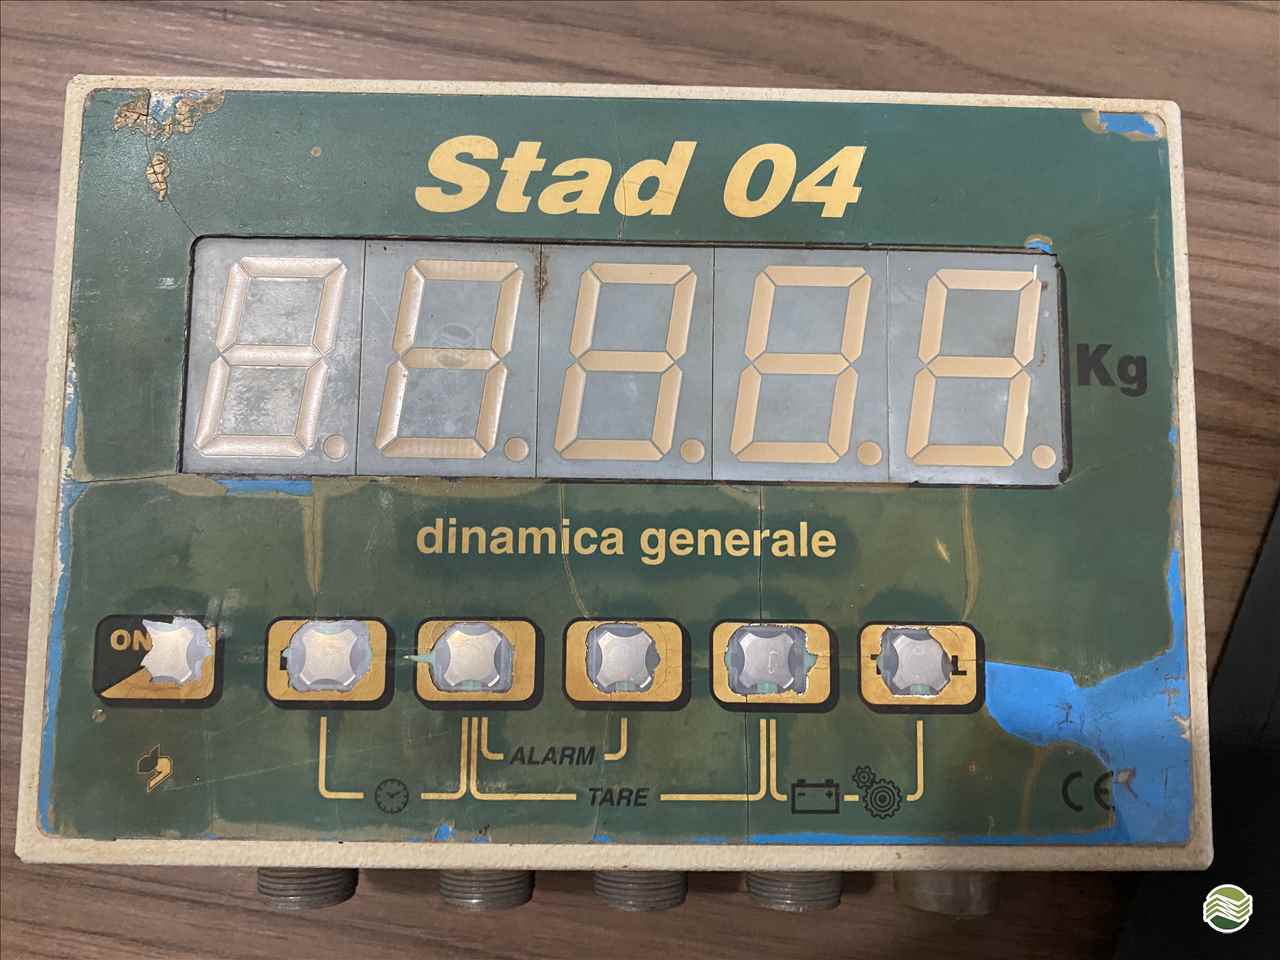 Stad 04
Kg
dinamica generale
ON
ALARM
TARE
CE